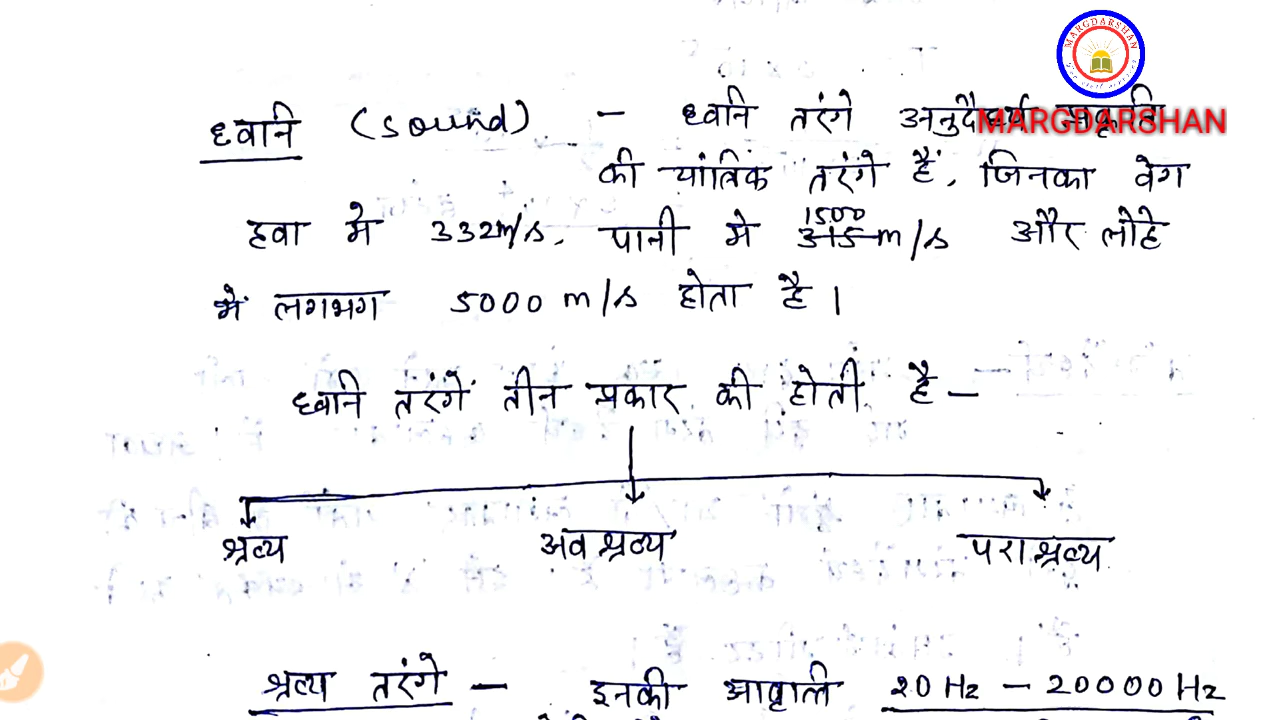 MARGDARSHAN
ध्वनि (sound) - ध्वनि तरंगे अनुदैर्घ्य प्रकृति
MARGDARSHAN
की यांत्रिक तरंगे हैं, जिनका वेग
हवा मे 332m/s, पानी मे 1500 m/s और लोहे
में लगभग 5000 m/s होता है।
ध्वनि तरंगें तीन प्रकार की होती है -
श्रव्य अवश्रव्य पराश्रव्य
श्रव्य तरंगे - इनकी आवृत्ति 20 Hz - 20000 Hz